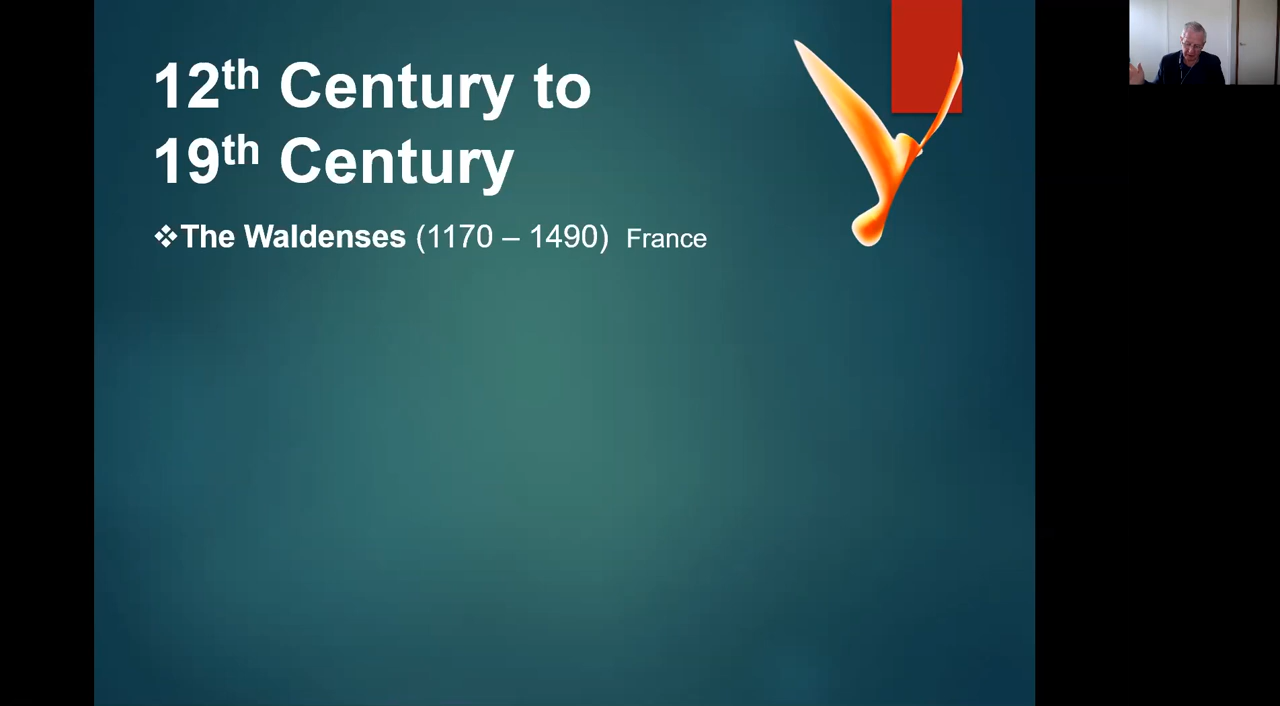 12th Century to
19th Century
❖The Waldenses (1170 – 1490) France